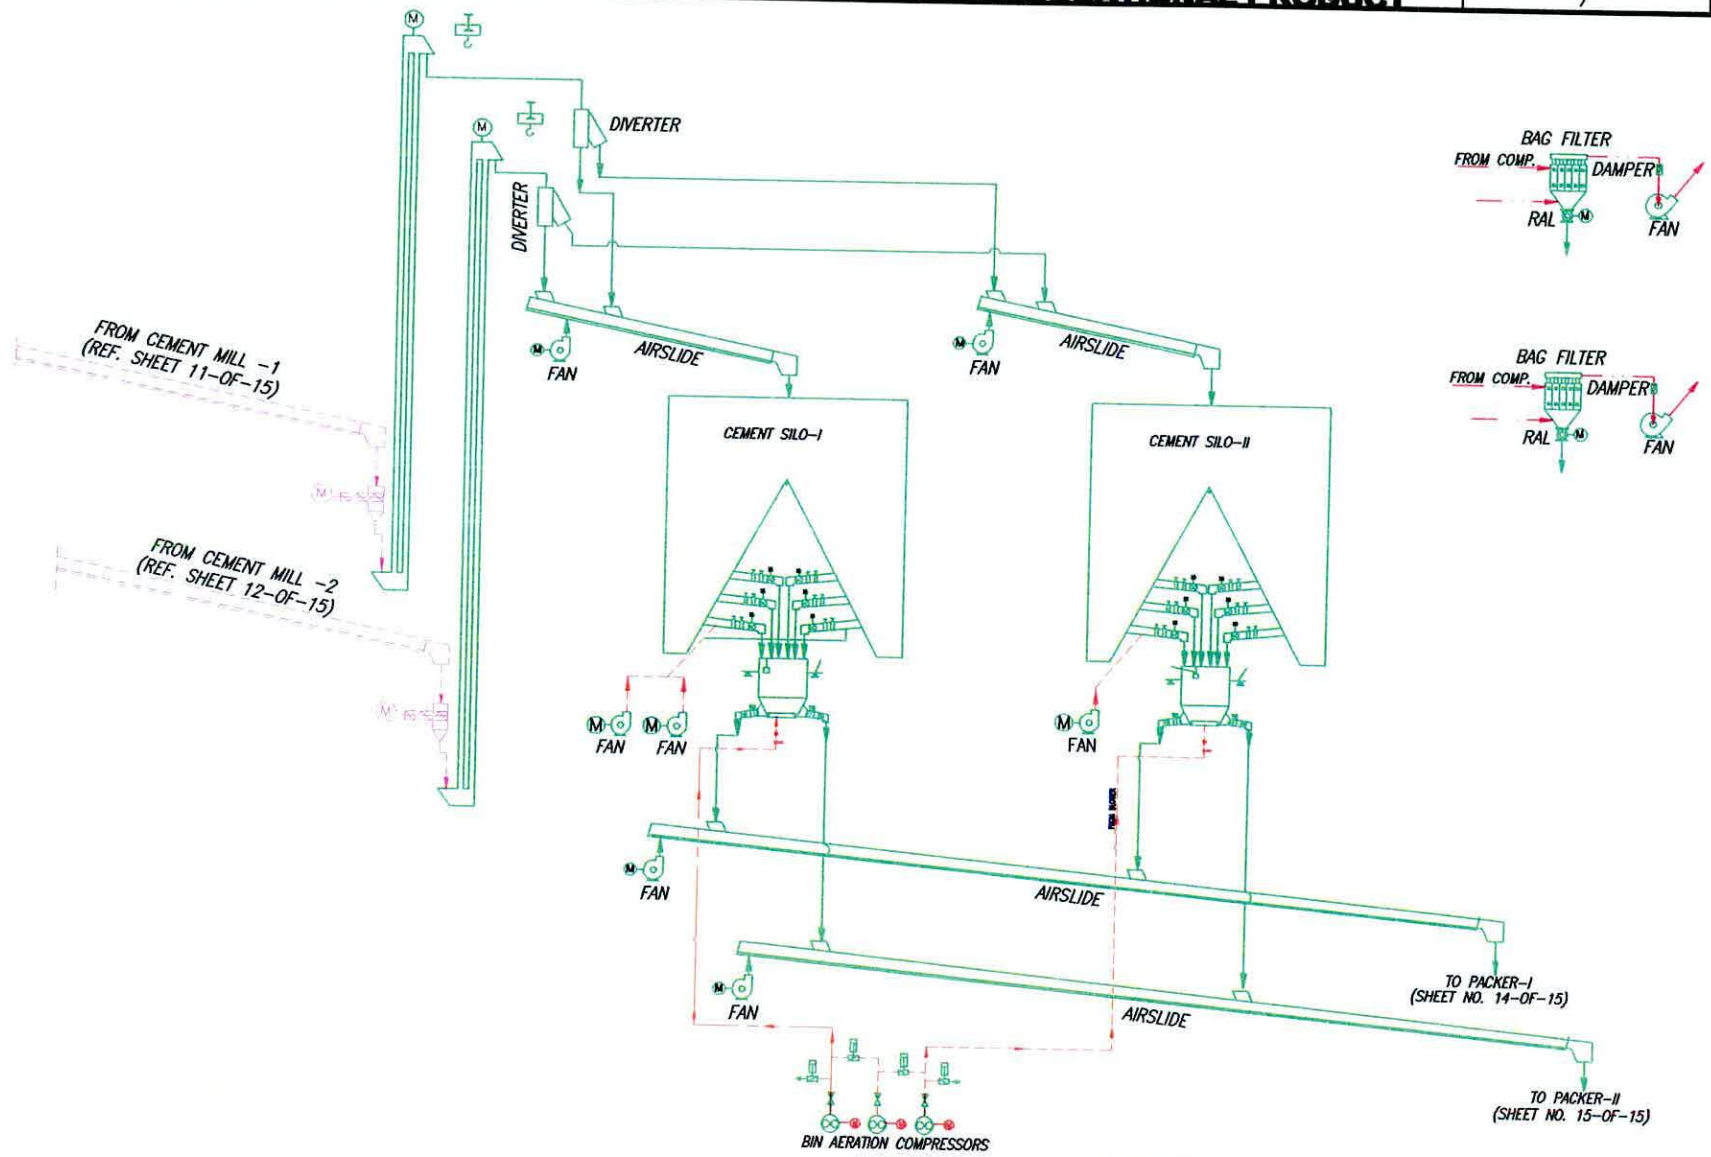 M
DIVERTER
M
DIVERTER
BAG FILTER
FROM COMP.
DAMPER
RAL
M
FAN
FROM CEMENT MILL -1
(REF. SHEET 11-OF-15)
M
FAN
AIRSLIDE
M
FAN
AIRSLIDE
BAG FILTER
FROM COMP.
DAMPER
RAL
M
FAN
CEMENT SILO-I
CEMENT SILO-II
M
FROM CEMENT MILL -2
(REF. SHEET 12-OF-15)
M
M
FAN
M
FAN
M
FAN
M
FAN
AIRSLIDE
M
FAN
AIRSLIDE
TO PACKER-I
(SHEET NO. 14-OF-15)
TO PACKER-II
(SHEET NO. 15-OF-15)
BIN AERATION COMPRESSORS